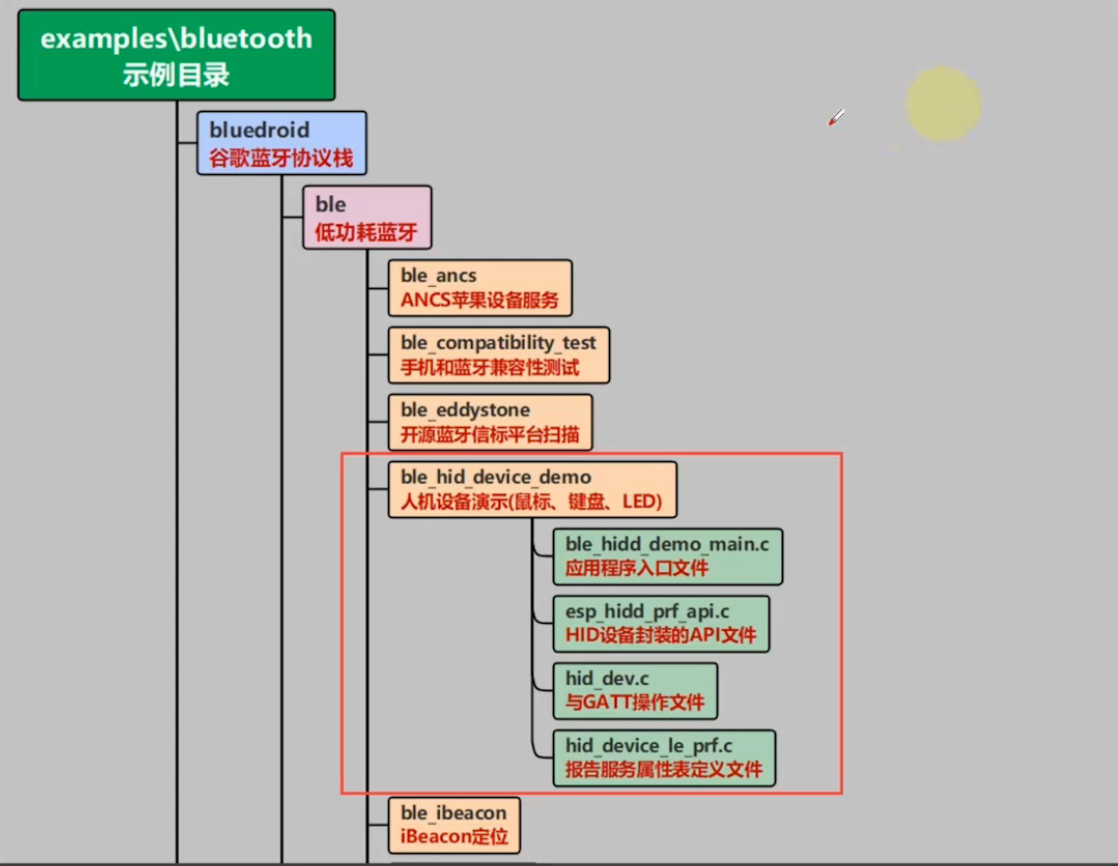 examples\bluetooth
示例目录
bluedroid
谷歌蓝牙协议栈
ble
低功耗蓝牙
ble_ancs
ANCS苹果设备服务
ble_compatibility_test
手机和蓝牙兼容性测试
ble_eddystone
开源蓝牙信标平台扫描
ble_hid_device_demo
人机设备演示(鼠标、键盘、LED)
ble_hidd_demo_main.c
应用程序入口文件
esp_hidd_prf_api.c
HID设备封装的API文件
hid_dev.c
与GATT操作文件
hid_device_le_prf.c
报告服务属性表定义文件
ble_ibeacon
iBeacon定位